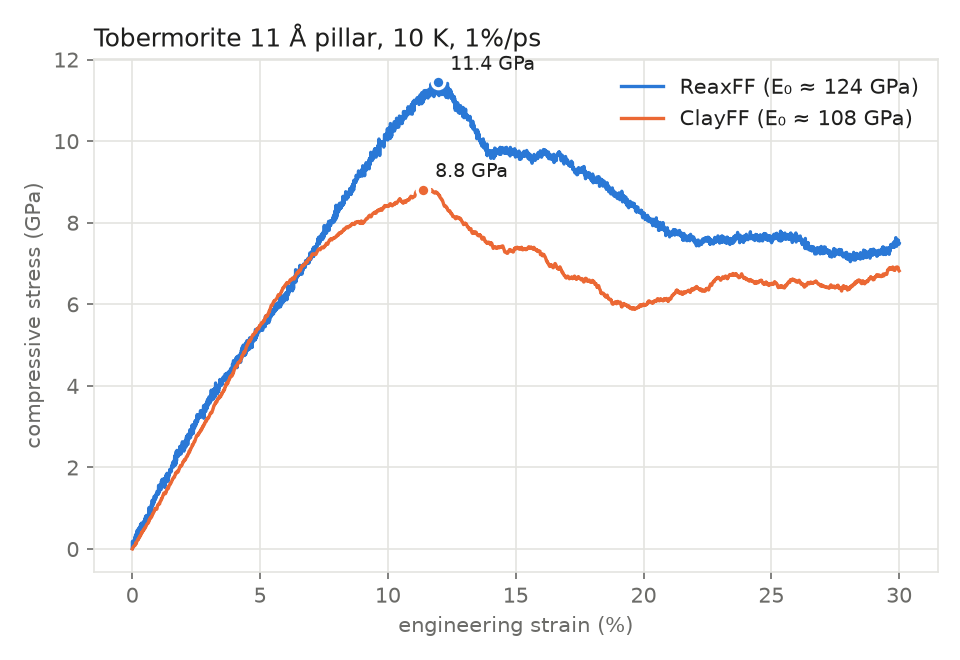 Tobermorite 11 Å pillar, 10 K, 1%/ps
12
10
8
6
4
2
0
compressive stress (GPa)
11.4 GPa
8.8 GPa
ReaxFF (E₀ ≈ 124 GPa)
ClayFF (E₀ ≈ 108 GPa)
0 5 10 15 20 25 30
engineering strain (%)